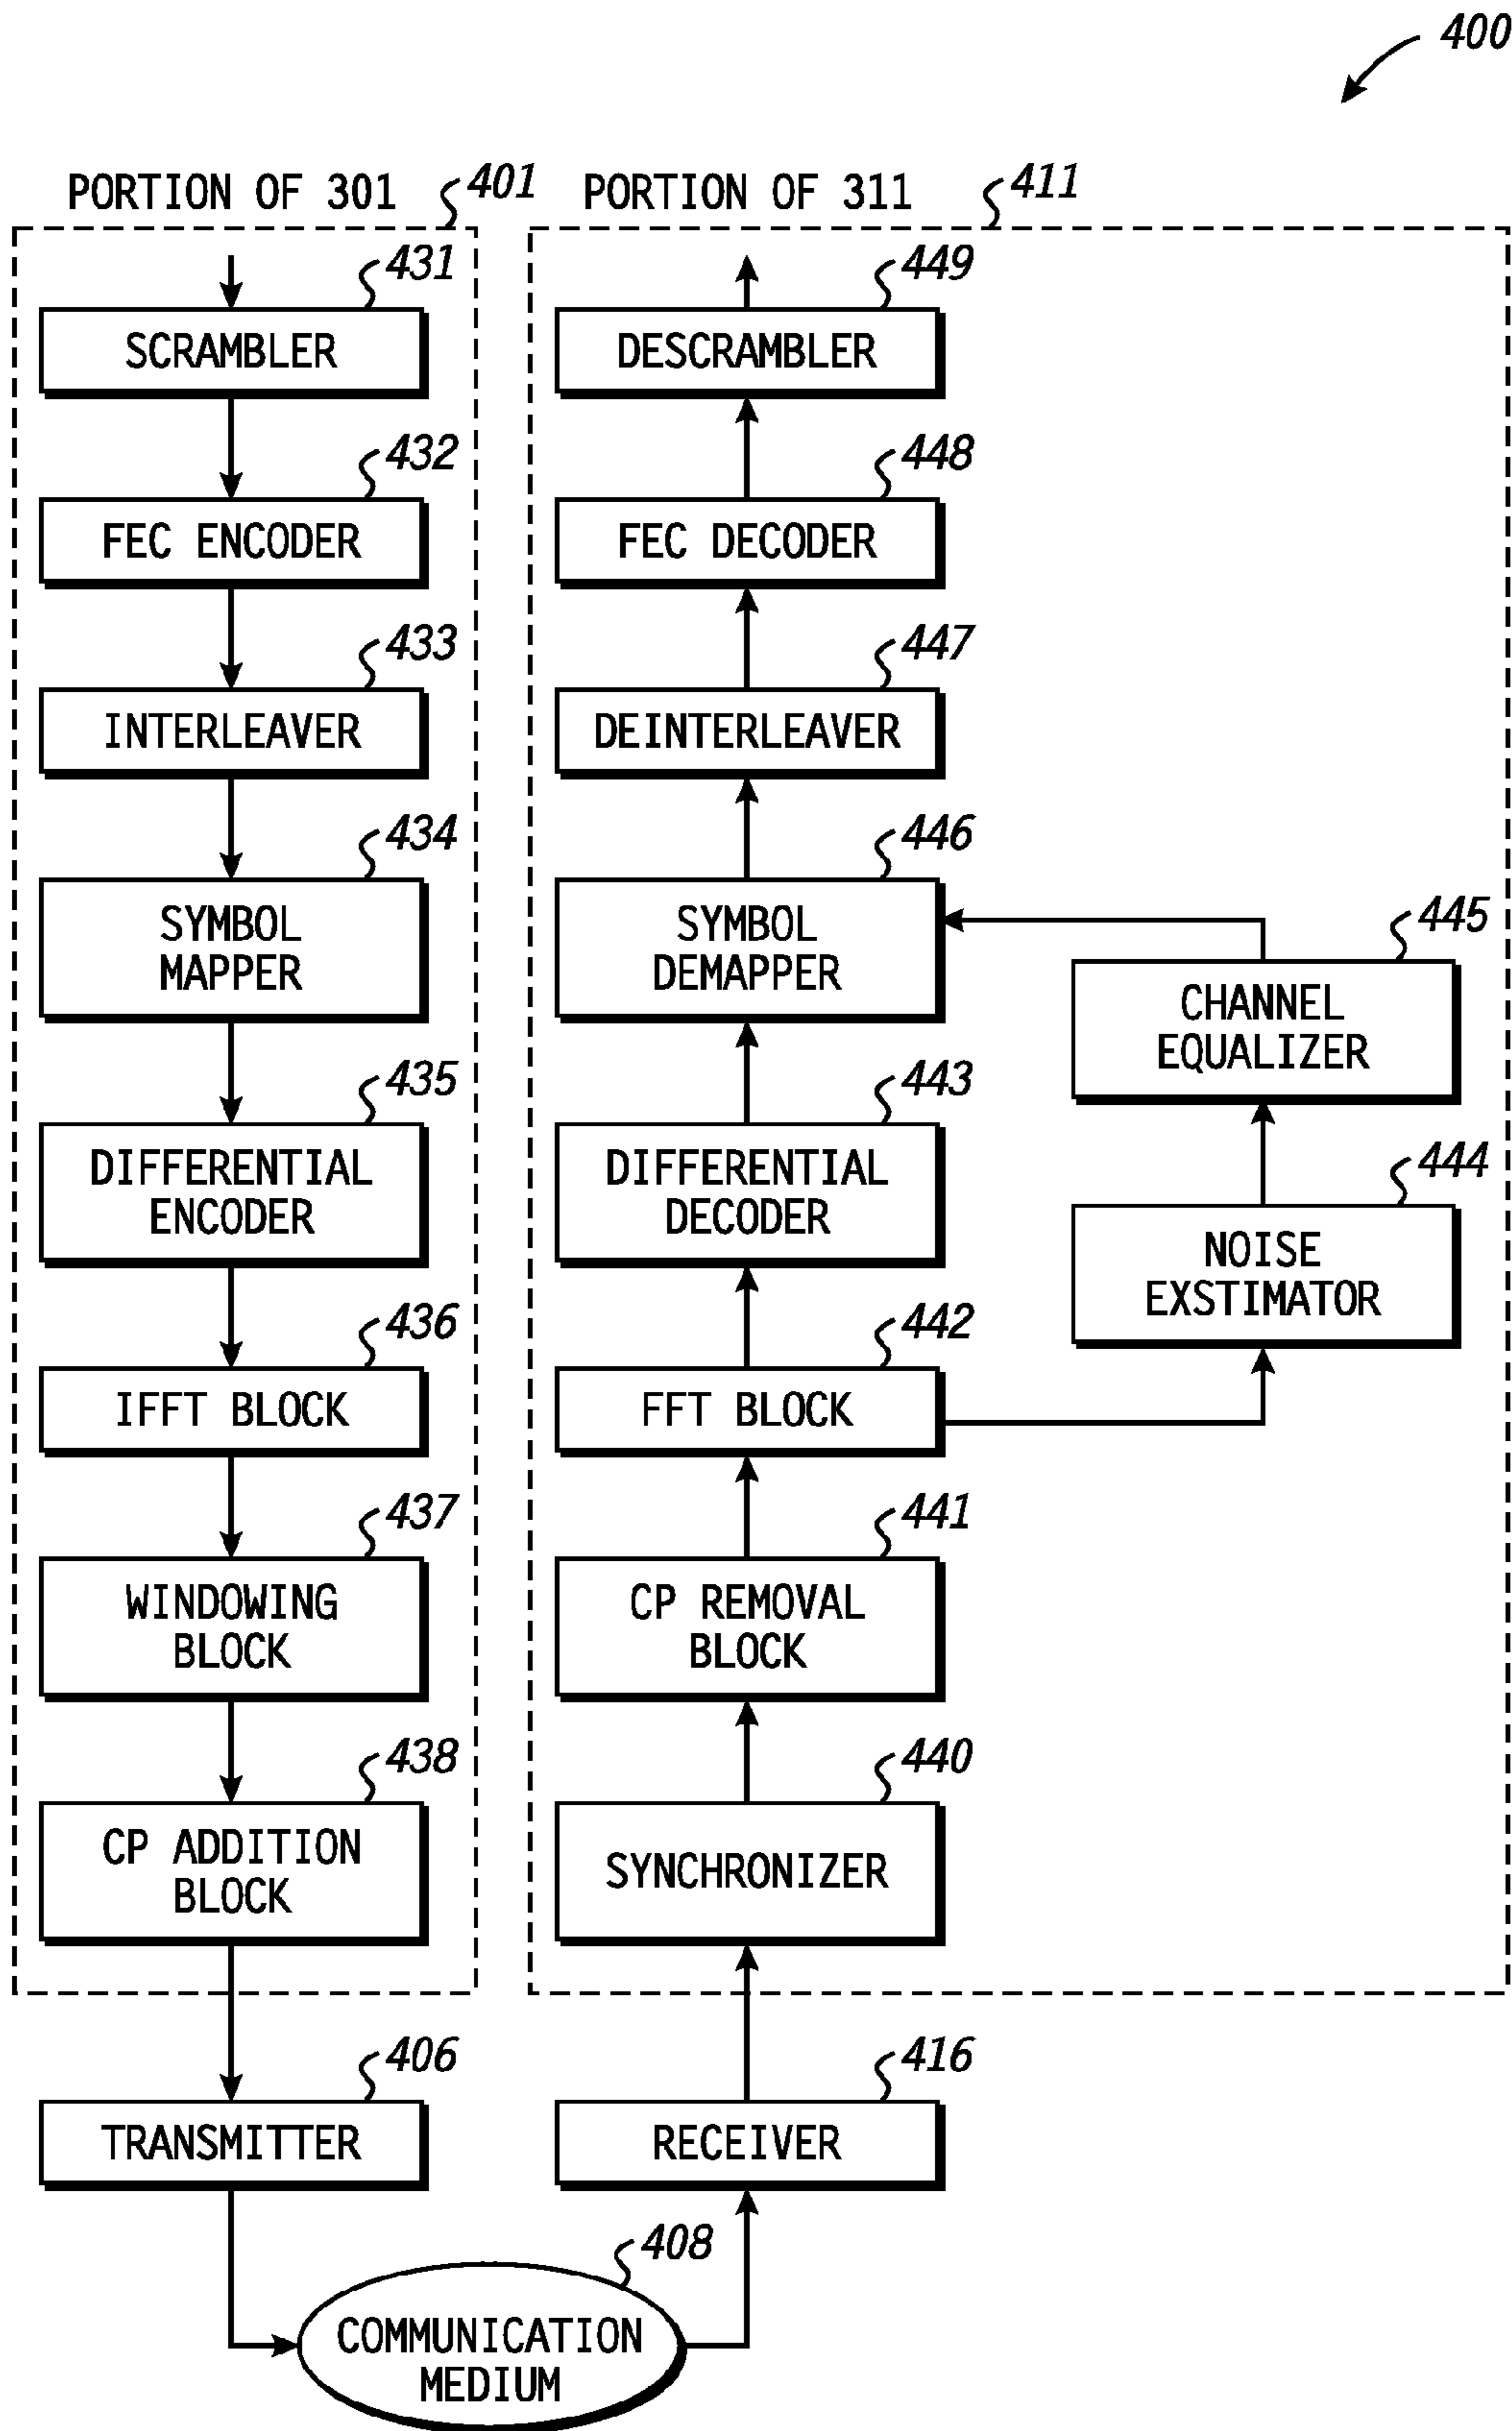 400
PORTION OF 301
401
PORTION OF 311
411
431
SCRAMBLER
432
FEC ENCODER
433
INTERLEAVER
434
SYMBOL
MAPPER
435
DIFFERENTIAL
ENCODER
436
IFFT BLOCK
437
WINDOWING
BLOCK
438
CP ADDITION
BLOCK
406
TRANSMITTER
408
COMMUNICATION
MEDIUM
449
DESCRAMBLER
448
FEC DECODER
447
DEINTERLEAVER
446
SYMBOL
DEMAPPER
445
CHANNEL
EQUALIZER
443
DIFFERENTIAL
DECODER
444
NOISE
EXSTIMATOR
442
FFT BLOCK
441
CP REMOVAL
BLOCK
440
SYNCHRONIZER
416
RECEIVER